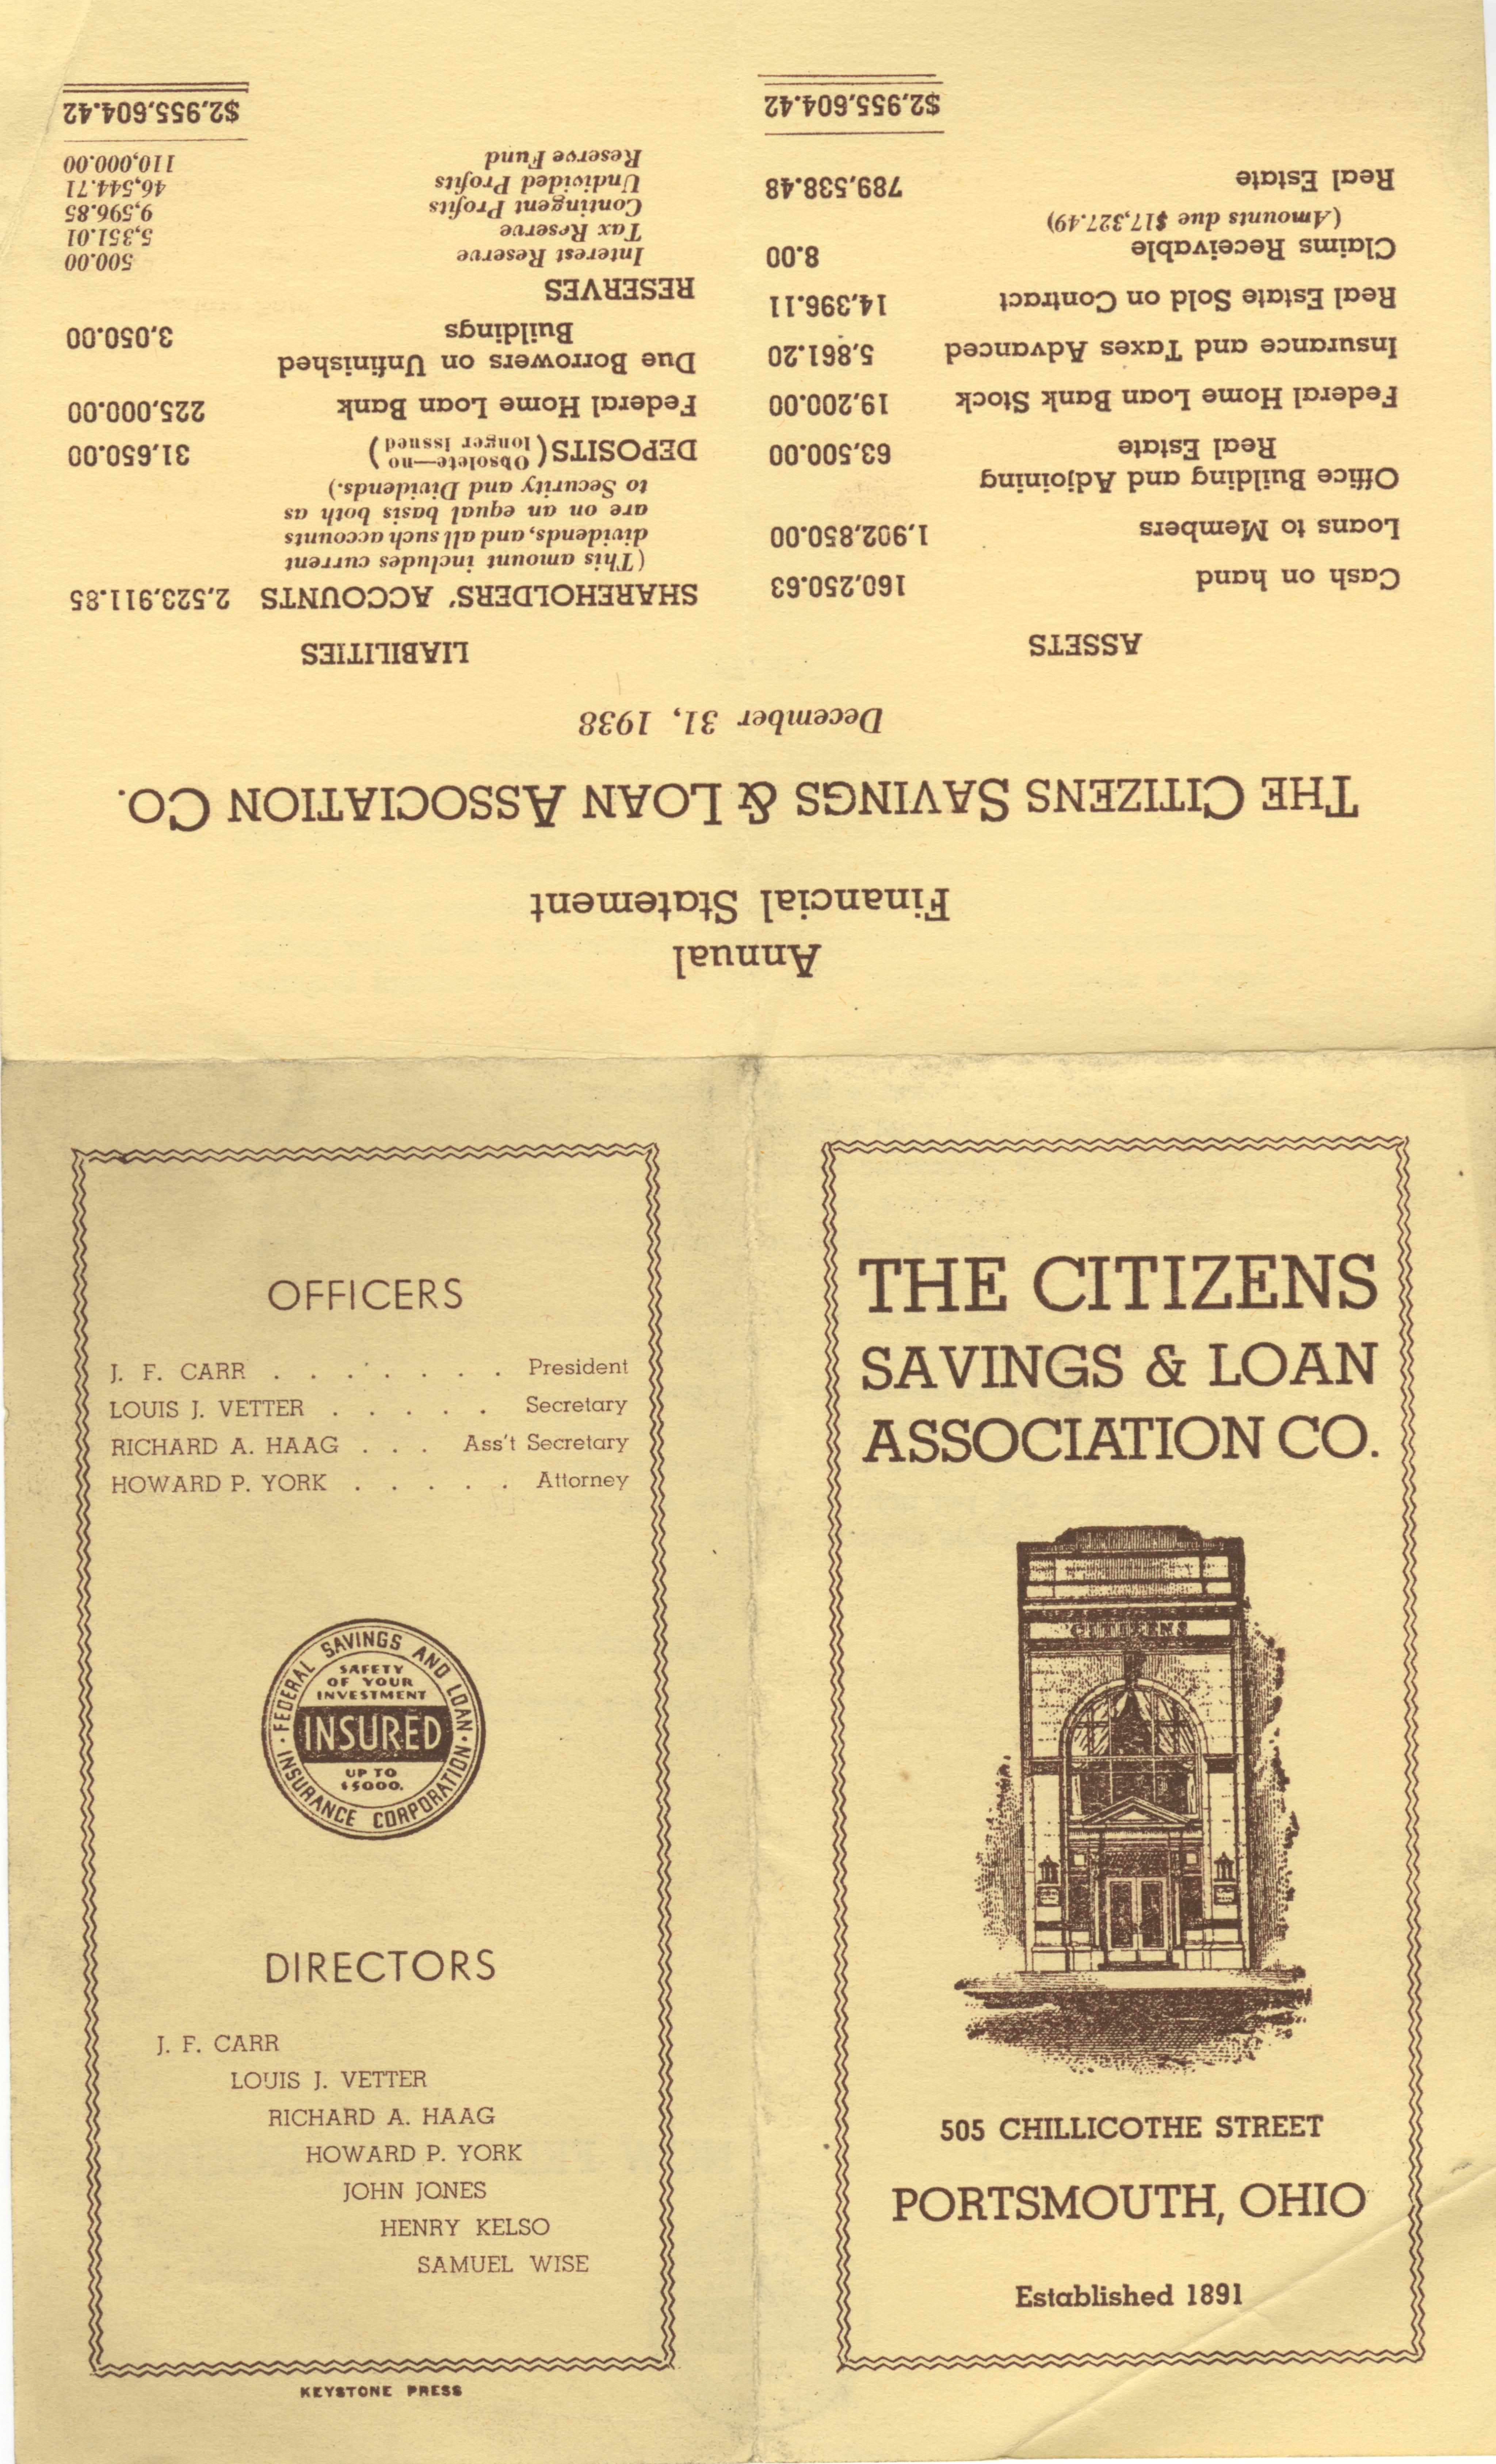 Annual
Financial Statement
THE CITIZENS SAVINGS & LOAN ASSOCIATION CO.
December 31, 1938
ASSETS
Cash on hand 160,250.63
Loans to Members 1,902,850.00
Office Building and Adjoining
Real Estate 63,500.00
Federal Home Loan Bank Stock 19,200.00
Insurance and Taxes Advanced 5,861.20
Real Estate Sold on Contract 14,396.11
Claims Receivable 8.00
(Amounts due $17,327.49)
Real Estate 789,538.48
$2,955,604.42
LIABILITIES
SHAREHOLDERS' ACCOUNTS 2,523,911.85
(This amount includes current
dividends, and all such accounts
are on an equal basis both as
to Security and Dividends.)
DEPOSITS (Obsolete—no
longer issued) 31,650.00
Federal Home Loan Bank 225,000.00
Due Borrowers on Unfinished
Buildings 3,050.00
RESERVES
Interest Reserve 500.00
Tax Reserve 5,351.01
Contingent Profits 9,596.85
Undivided Profits 46,544.71
Reserve Fund 110,000.00
$2,955,604.42
OFFICERS
J. F. CARR . . . . . . . President
LOUIS J. VETTER . . . . . Secretary
RICHARD A. HAAG . . . Ass't Secretary
HOWARD P. YORK . . . . . Attorney
FEDERAL SAVINGS AND LOAN
INSURANCE CORPORATION
SAFETY
OF YOUR
INVESTMENT
INSURED
UP TO
$5000.
DIRECTORS
J. F. CARR
LOUIS J. VETTER
RICHARD A. HAAG
HOWARD P. YORK
JOHN JONES
HENRY KELSO
SAMUEL WISE
KEYSTONE PRESS
THE CITIZENS
SAVINGS & LOAN
ASSOCIATION CO.
CITIZENS
505 CHILLICOTHE STREET
PORTSMOUTH, OHIO
Established 1891